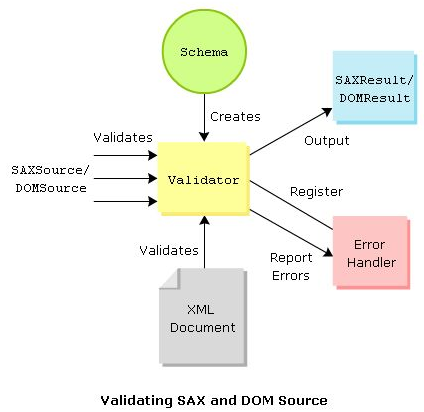 Schema
SAXResult/
DOMResult
Creates
Validates
Output
SAXSource/
DOMSource
Validator
Register
Validates
Report
Errors
Error
Handler
XML
Document
Validating SAX and DOM Source